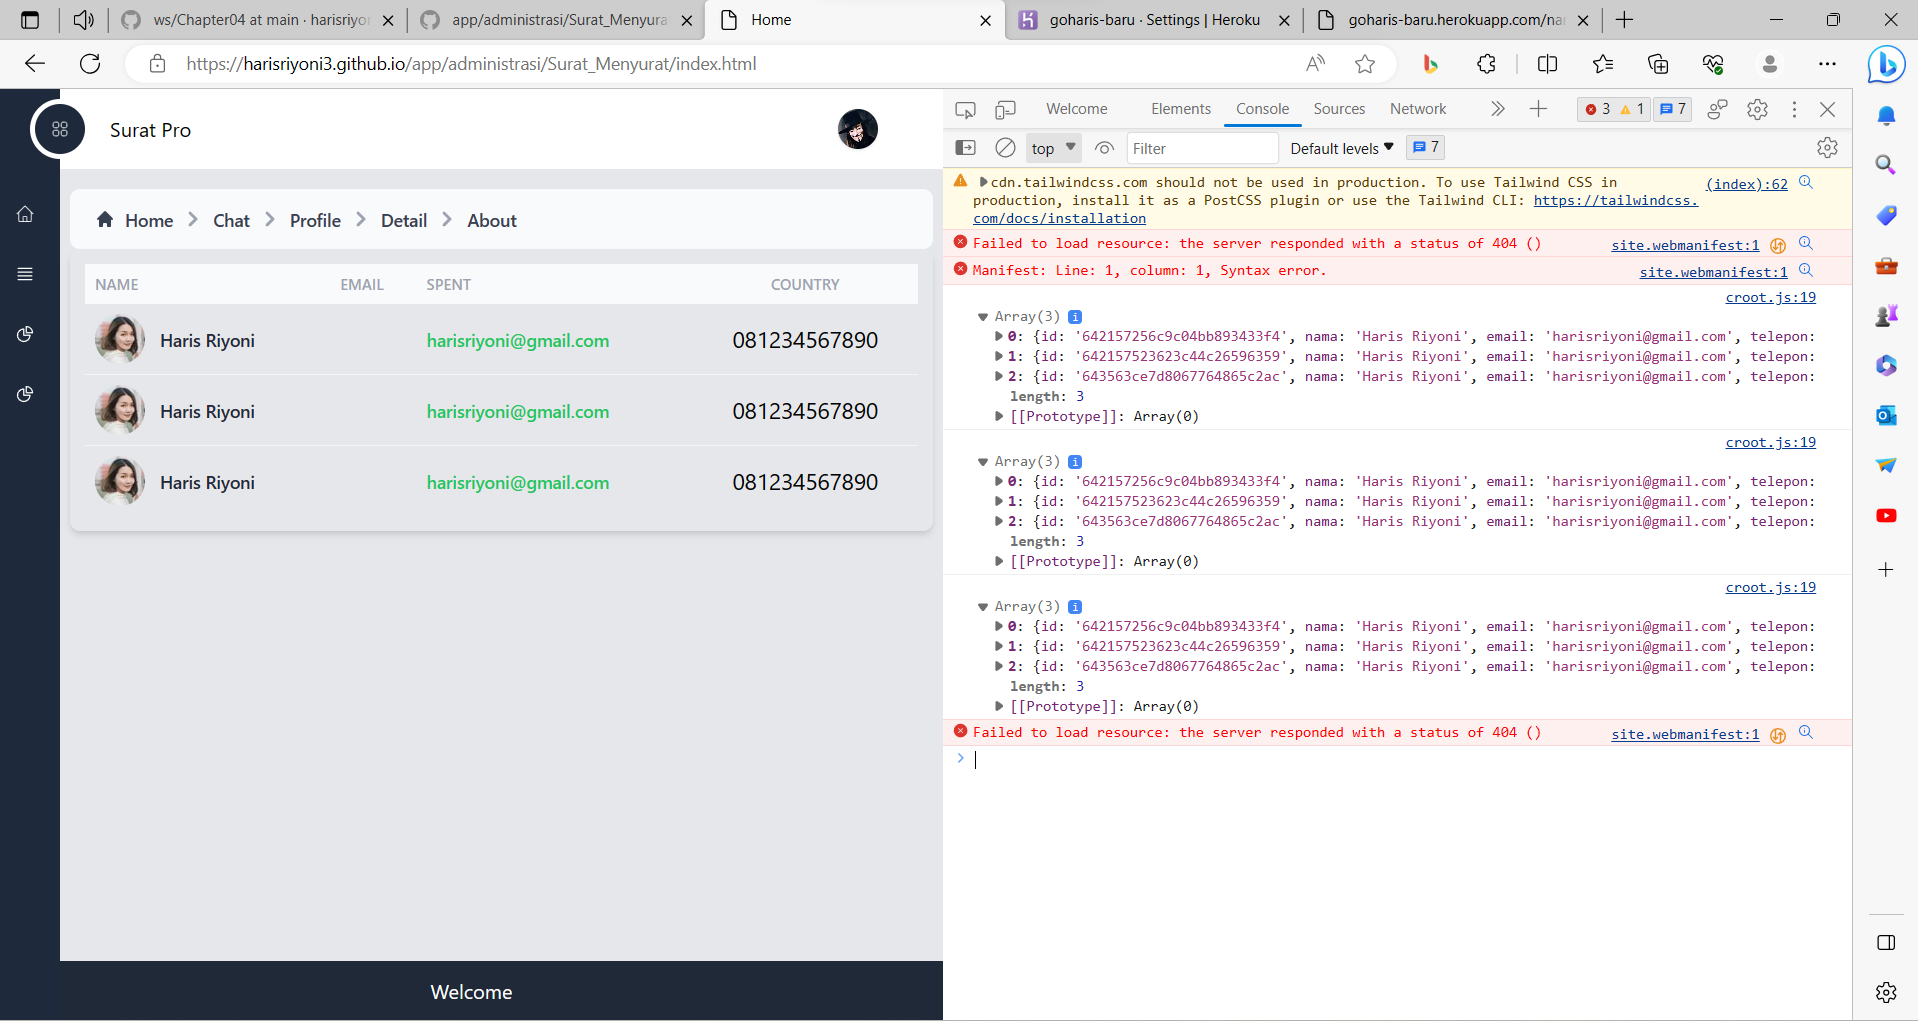 ws/Chapter04 at main · harisriyo
app/administrasi/Surat_Menyura
Home
goharis-baru · Settings | Heroku
goharis-baru.herokuapp.com/na
https://harisriyoni3.github.io/app/administrasi/Surat_Menyurat/index.html
Surat Pro
Home Chat Profile Detail About
NAME EMAIL SPENT COUNTRY
Haris Riyoni harisriyoni@gmail.com 081234567890
Haris Riyoni harisriyoni@gmail.com 081234567890
Haris Riyoni harisriyoni@gmail.com 081234567890
Welcome
Welcome Elements Console Sources Network 3 1 7
top Filter Default levels 7
cdn.tailwindcss.com should not be used in production. To use Tailwind CSS in (index):62
production, install it as a PostCSS plugin or use the Tailwind CLI: https://tailwindcss.
com/docs/installation
Failed to load resource: the server responded with a status of 404 () site.webmanifest:1
Manifest: Line: 1, column: 1, Syntax error. site.webmanifest:1
croot.js:19
Array(3) i
0: {id: '642157256c9c04bb893433f4', nama: 'Haris Riyoni', email: 'harisriyoni@gmail.com', telepon:
1: {id: '642157523623c44c26596359', nama: 'Haris Riyoni', email: 'harisriyoni@gmail.com', telepon:
2: {id: '643563ce7d8067764865c2ac', nama: 'Haris Riyoni', email: 'harisriyoni@gmail.com', telepon:
length: 3
[[Prototype]]: Array(0)
croot.js:19
Array(3) i
0: {id: '642157256c9c04bb893433f4', nama: 'Haris Riyoni', email: 'harisriyoni@gmail.com', telepon:
1: {id: '642157523623c44c26596359', nama: 'Haris Riyoni', email: 'harisriyoni@gmail.com', telepon:
2: {id: '643563ce7d8067764865c2ac', nama: 'Haris Riyoni', email: 'harisriyoni@gmail.com', telepon:
length: 3
[[Prototype]]: Array(0)
croot.js:19
Array(3) i
0: {id: '642157256c9c04bb893433f4', nama: 'Haris Riyoni', email: 'harisriyoni@gmail.com', telepon:
1: {id: '642157523623c44c26596359', nama: 'Haris Riyoni', email: 'harisriyoni@gmail.com', telepon:
2: {id: '643563ce7d8067764865c2ac', nama: 'Haris Riyoni', email: 'harisriyoni@gmail.com', telepon:
length: 3
[[Prototype]]: Array(0)
Failed to load resource: the server responded with a status of 404 () site.webmanifest:1